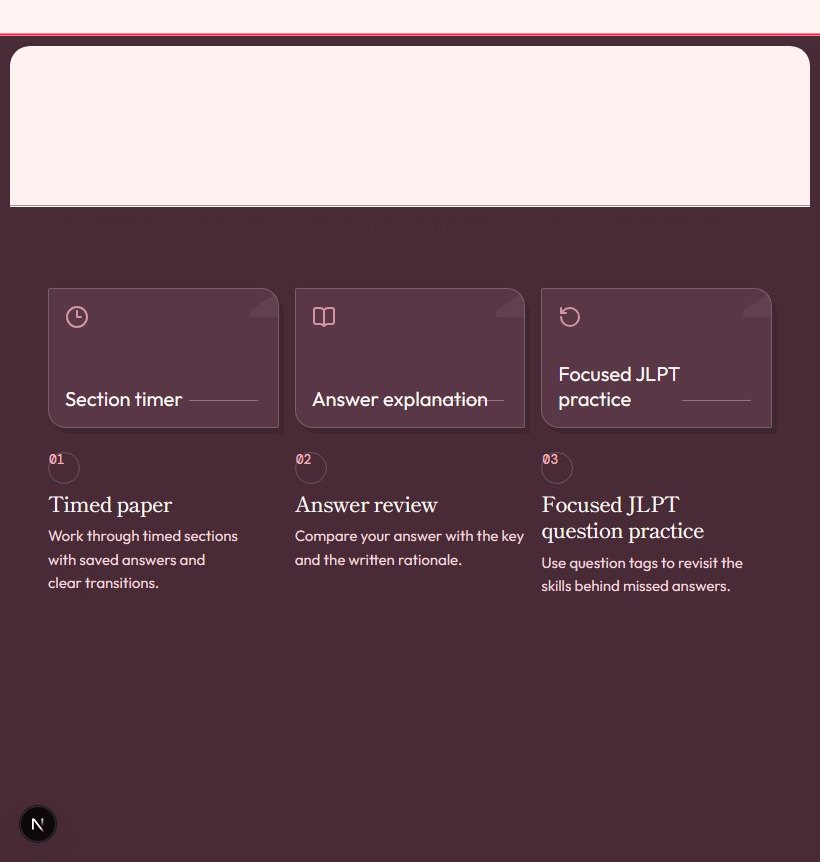 Section timer
Answer explanation
Focused JLPT
practice
01
Timed paper
Work through timed sections
with saved answers and
clear transitions.
02
Answer review
Compare your answer with the key
and the written rationale.
03
Focused JLPT
question practice
Use question tags to revisit the
skills behind missed answers.
N